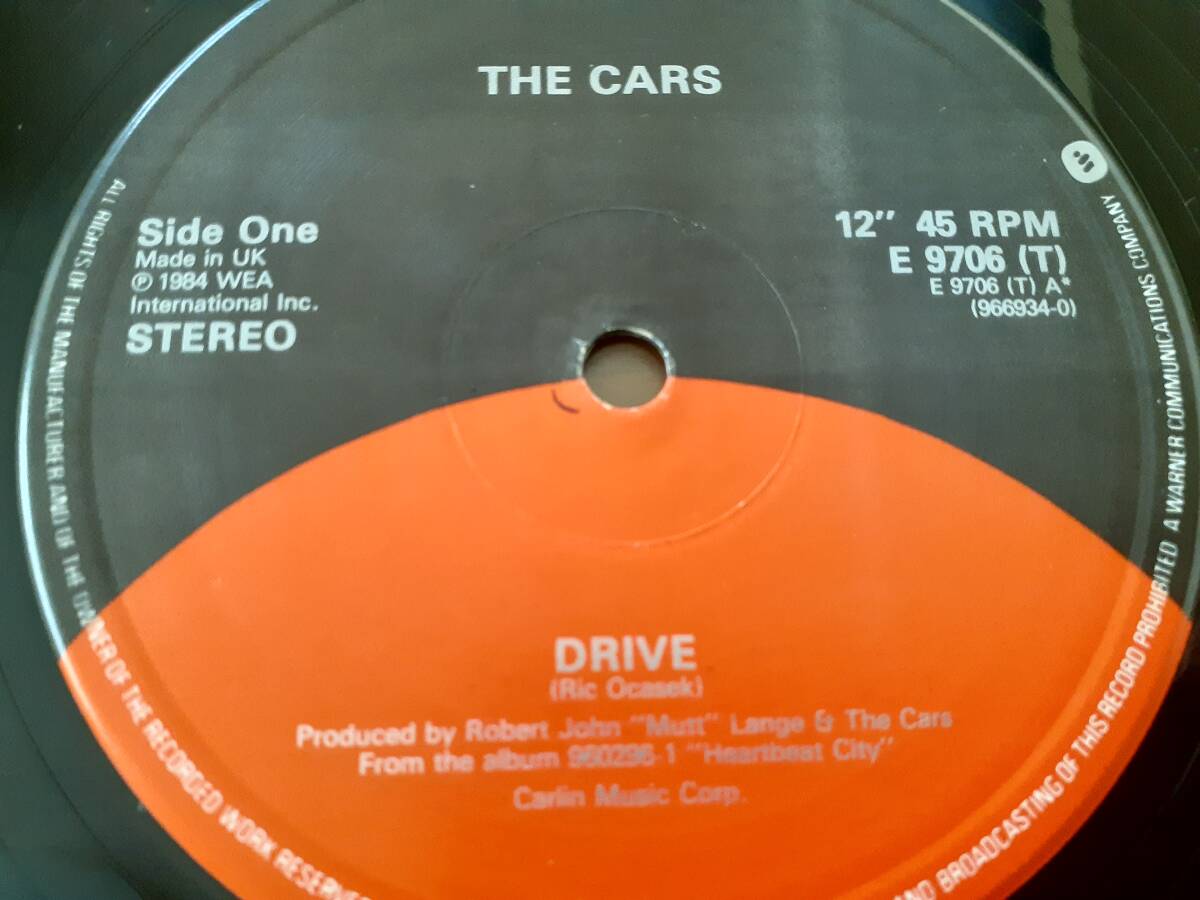 THE CARS
Side One
Made in UK
℗ 1984 WEA
International Inc.
STEREO
12" 45 RPM
E 9706 (T)
E 9706 (T) A*
(966934-0)
DRIVE
(Ric Ocasek)
Produced by Robert John "Mutt" Lange & The Cars
From the album 960296-1 "Heartbeat City"
Carlin Music Corp.
ALL RIGHTS OF THE MANUFACTURER AND OF THE OWNER OF THE RECORDED WORK RESERVE
AND BROADCASTING OF THIS RECORD PROHIBITED A WARNER COMMUNICATIONS COMPANY